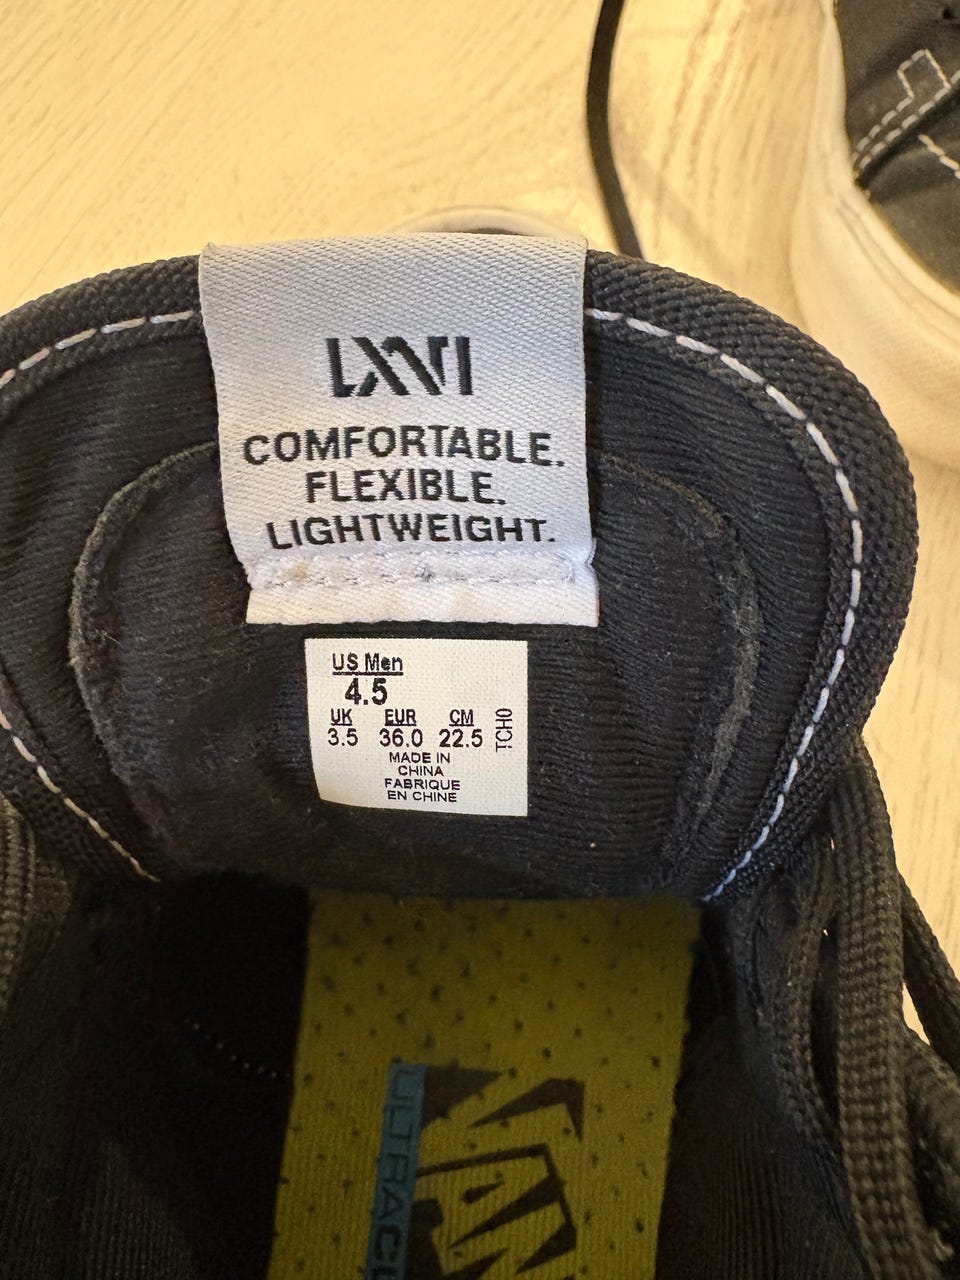 LXVI
COMFORTABLE.
FLEXIBLE.
LIGHTWEIGHT.
US Men
4.5
UK EUR CM
3.5 36.0 22.5
TCH0
MADE IN
CHINA
FABRIQUE
EN CHINE
ULTRACU
VAN